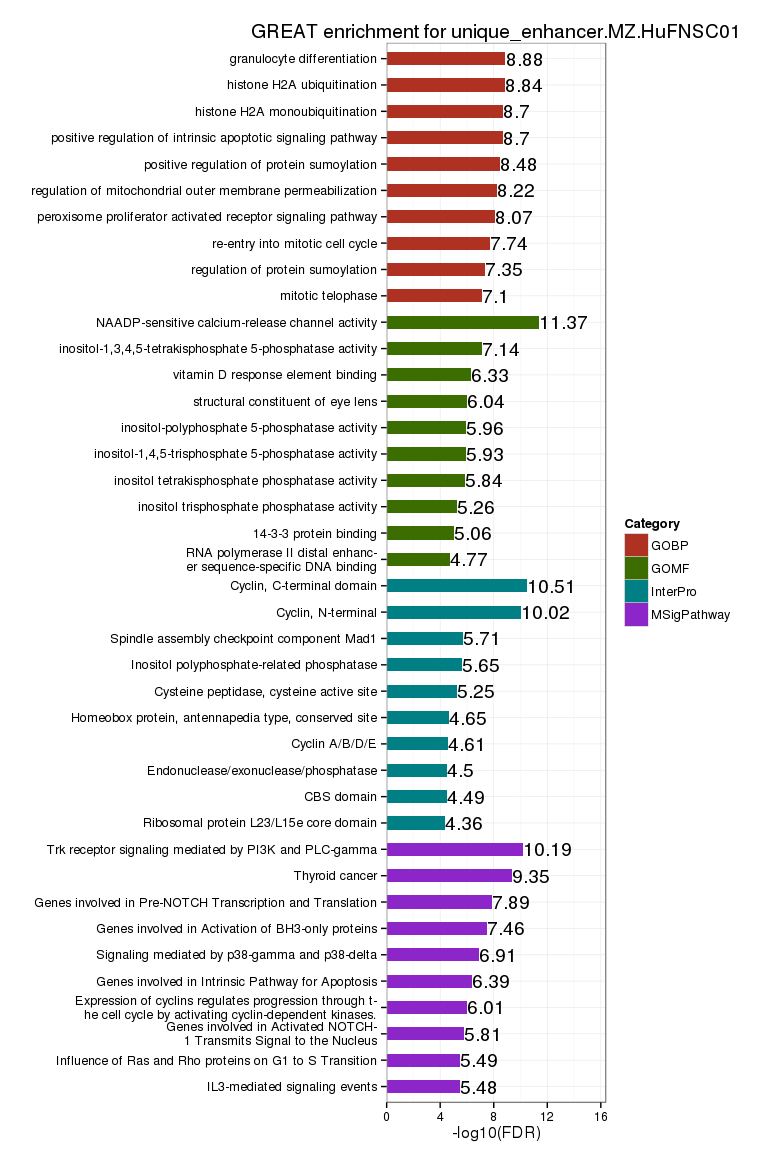 GREAT enrichment for unique_enhancer.MZ.HuFNSC01
granulocyte differentiation 8.88
histone H2A ubiquitination 8.84
histone H2A monoubiquitination 8.7
positive regulation of intrinsic apoptotic signaling pathway 8.7
positive regulation of protein sumoylation 8.48
regulation of mitochondrial outer membrane permeabilization 8.22
peroxisome proliferator activated receptor signaling pathway 8.07
re-entry into mitotic cell cycle 7.74
regulation of protein sumoylation 7.35
mitotic telophase 7.1
NAADP-sensitive calcium-release channel activity 11.37
inositol-1,3,4,5-tetrakisphosphate 5-phosphatase activity 7.14
vitamin D response element binding 6.33
structural constituent of eye lens 6.04
inositol-polyphosphate 5-phosphatase activity 5.96
inositol-1,4,5-trisphosphate 5-phosphatase activity 5.93
inositol tetrakisphosphate phosphatase activity 5.84
inositol trisphosphate phosphatase activity 5.26
14-3-3 protein binding 5.06
RNA polymerase II distal enhanc-
er sequence-specific DNA binding 4.77
Cyclin, C-terminal domain 10.51
Cyclin, N-terminal 10.02
Spindle assembly checkpoint component Mad1 5.71
Inositol polyphosphate-related phosphatase 5.65
Cysteine peptidase, cysteine active site 5.25
Homeobox protein, antennapedia type, conserved site 4.65
Cyclin A/B/D/E 4.61
Endonuclease/exonuclease/phosphatase 4.5
CBS domain 4.49
Ribosomal protein L23/L15e core domain 4.36
Trk receptor signaling mediated by PI3K and PLC-gamma 10.19
Thyroid cancer 9.35
Genes involved in Pre-NOTCH Transcription and Translation 7.89
Genes involved in Activation of BH3-only proteins 7.46
Signaling mediated by p38-gamma and p38-delta 6.91
Genes involved in Intrinsic Pathway for Apoptosis 6.39
Expression of cyclins regulates progression through t-
he cell cycle by activating cyclin-dependent kinases. 6.01
Genes involved in Activated NOTCH-
1 Transmits Signal to the Nucleus 5.81
Influence of Ras and Rho proteins on G1 to S Transition 5.49
IL3-mediated signaling events 5.48
0 4 8 12 16
-log10(FDR)
Category
GOBP
GOMF
InterPro
MSigPathway